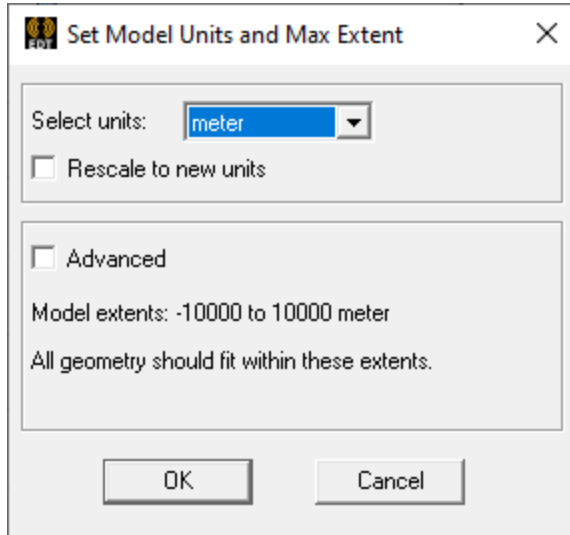 EDT
Set Model Units and Max Extent
Select units: meter
Rescale to new units
Advanced
Model extents: -10000 to 10000 meter
All geometry should fit within these extents.
OK Cancel